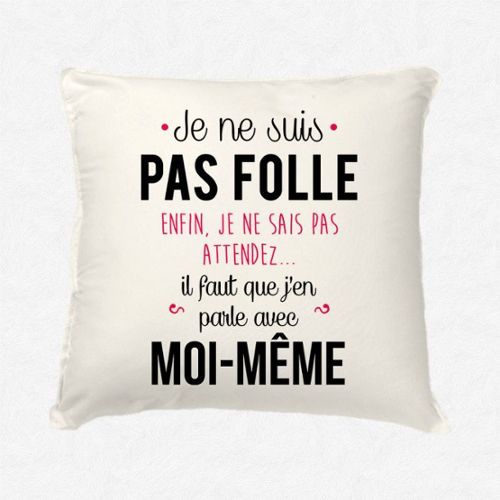 Je ne suis
PAS FOLLE
ENFIN, JE NE SAIS PAS
ATTENDEZ...
il faut que j'en
parle avec
MOI-MÊME